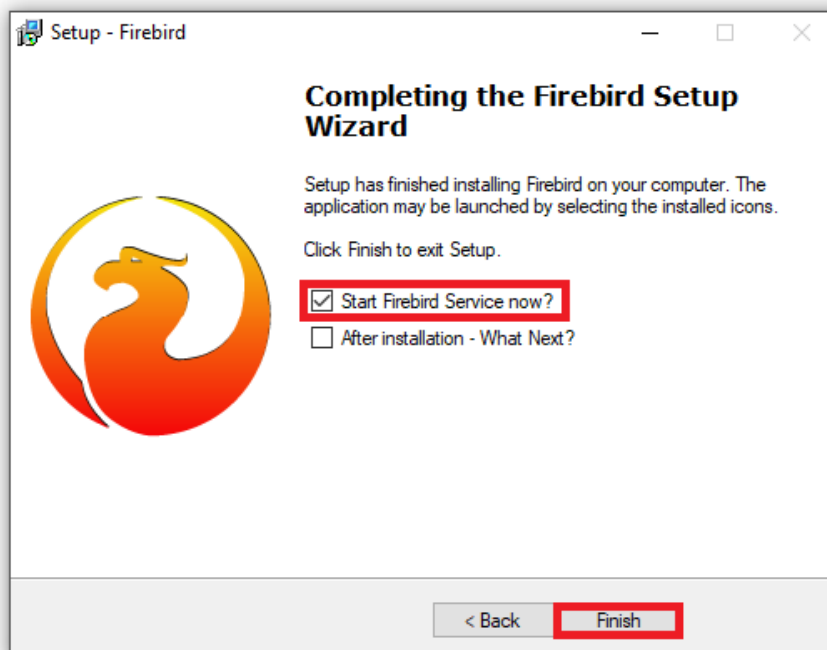 Setup - Firebird
Completing the Firebird Setup
Wizard
Setup has finished installing Firebird on your computer. The
application may be launched by selecting the installed icons.
Click Finish to exit Setup.
Start Firebird Service now?
After installation - What Next?
< Back
Finish